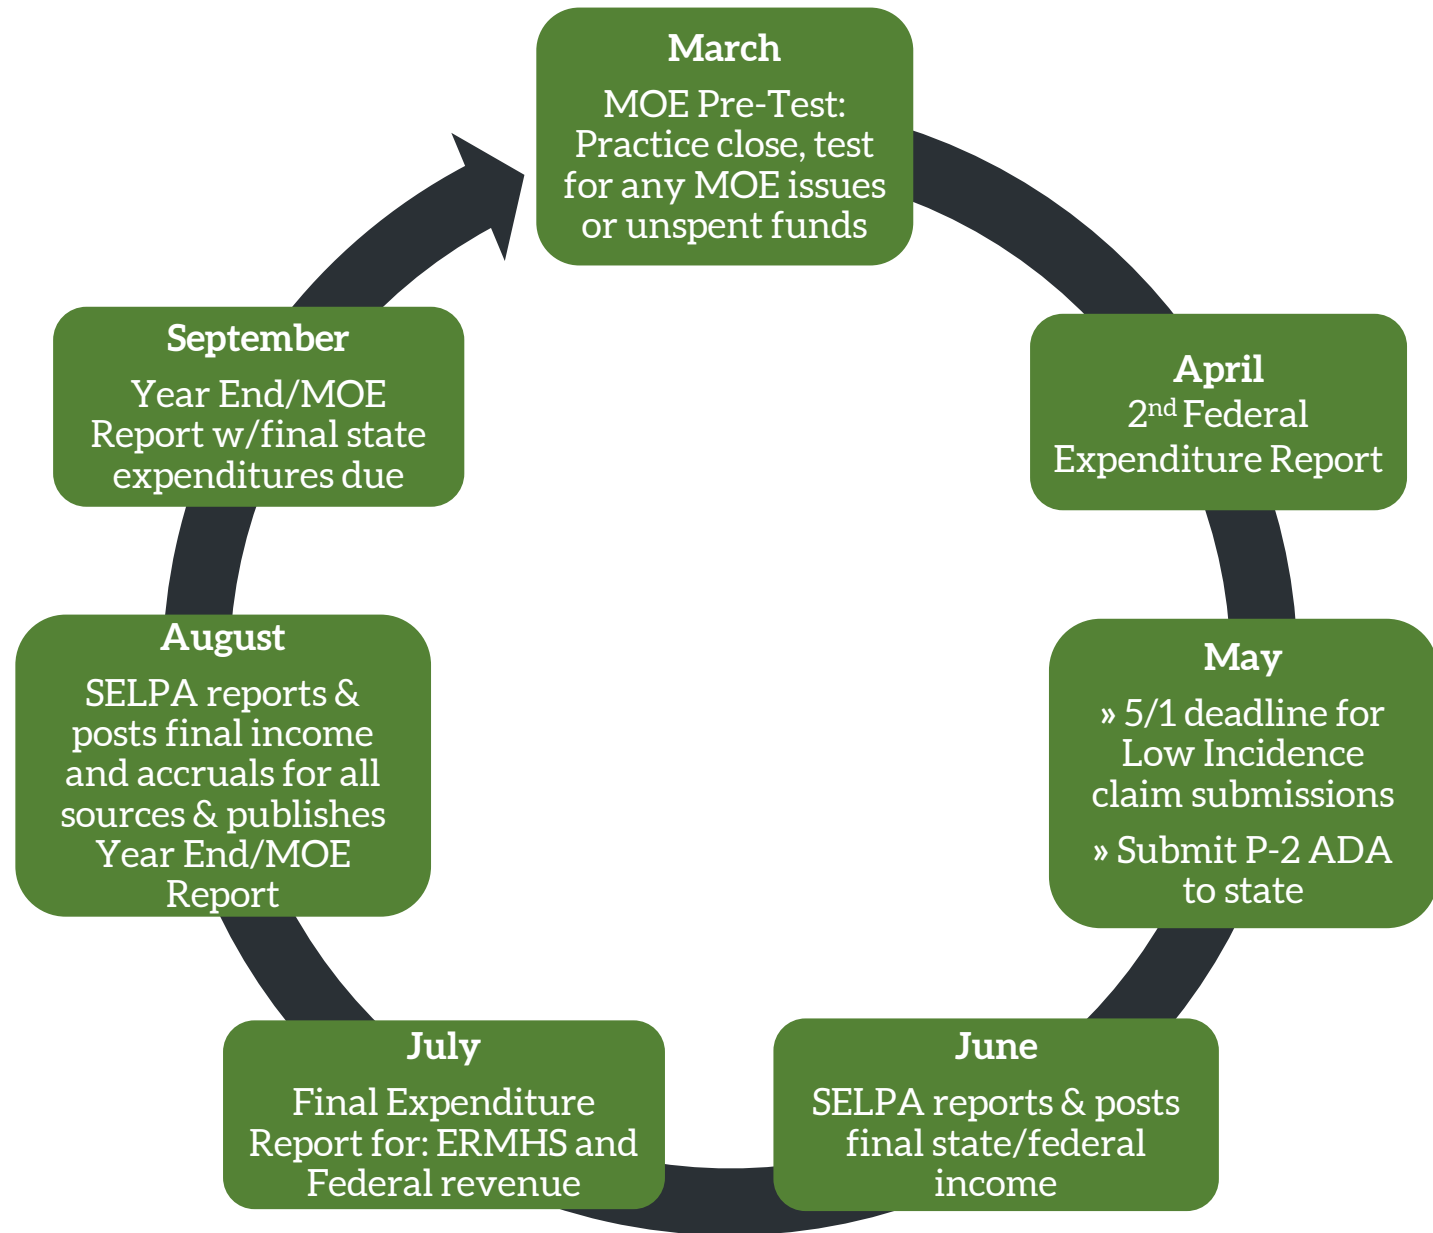 March
MOE Pre-Test:
Practice close, test
for any MOE issues
or unspent funds
April
2nd Federal
Expenditure Report
May
» 5/1 deadline for
Low Incidence
claim submissions
» Submit P-2 ADA
to state
June
SELPA reports & posts
final state/federal
income
July
Final Expenditure
Report for: ERMHS and
Federal revenue
August
SELPA reports &
posts final income
and accruals for all
sources & publishes
Year End/MOE
Report
September
Year End/MOE
Report w/final state
expenditures due